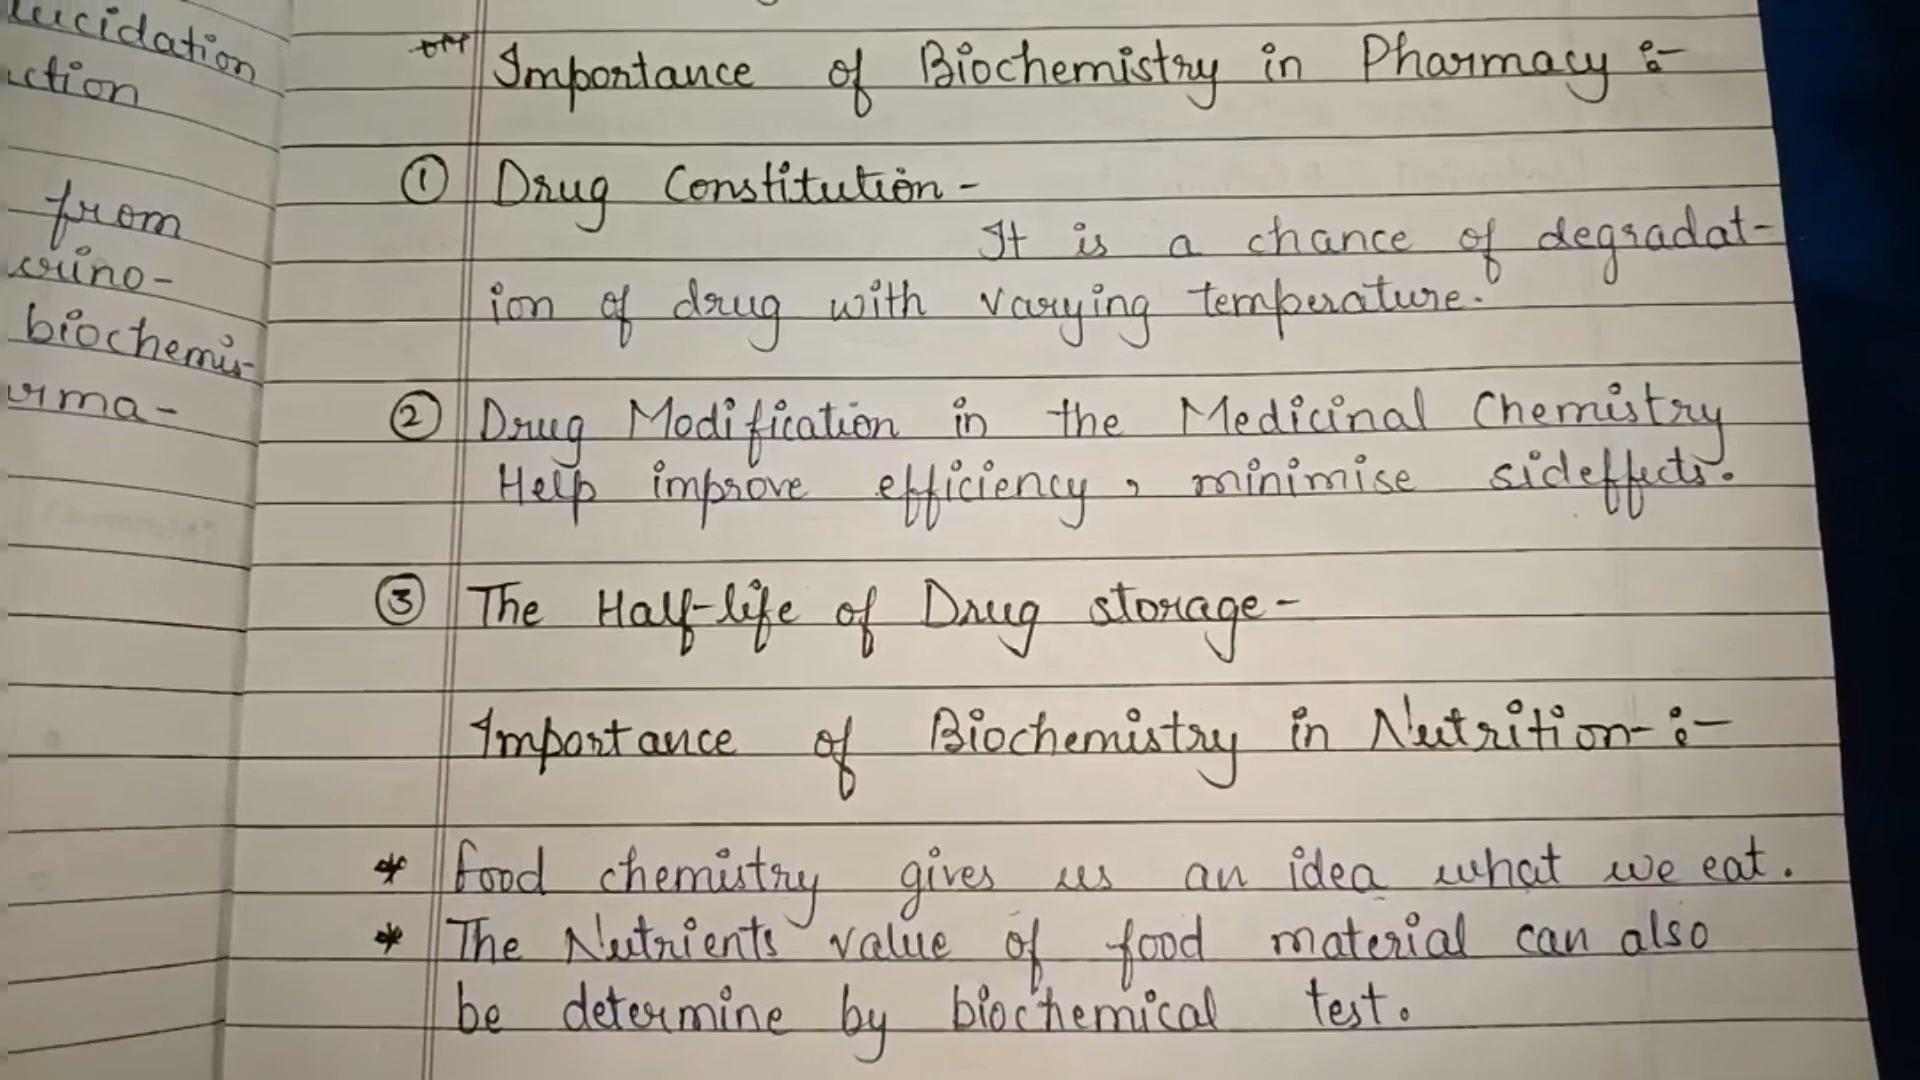 lucidation
ction
from
crino-
biochemis-
rma-
Importance of Biochemistry in Pharmacy :-
① Drug Constitution -
It is a chance of degradat-
ion of drug with varying temperature.
② Drug Modification in the Medicinal Chemistry
Help improve efficiency, minimise sideffects.
③ The Half-life of Drug storage -
Importance of Biochemistry in Nutrition- :-
* food chemistry gives us an idea what we eat.
* The Nutrients value of food material can also
be determine by biochemical test.